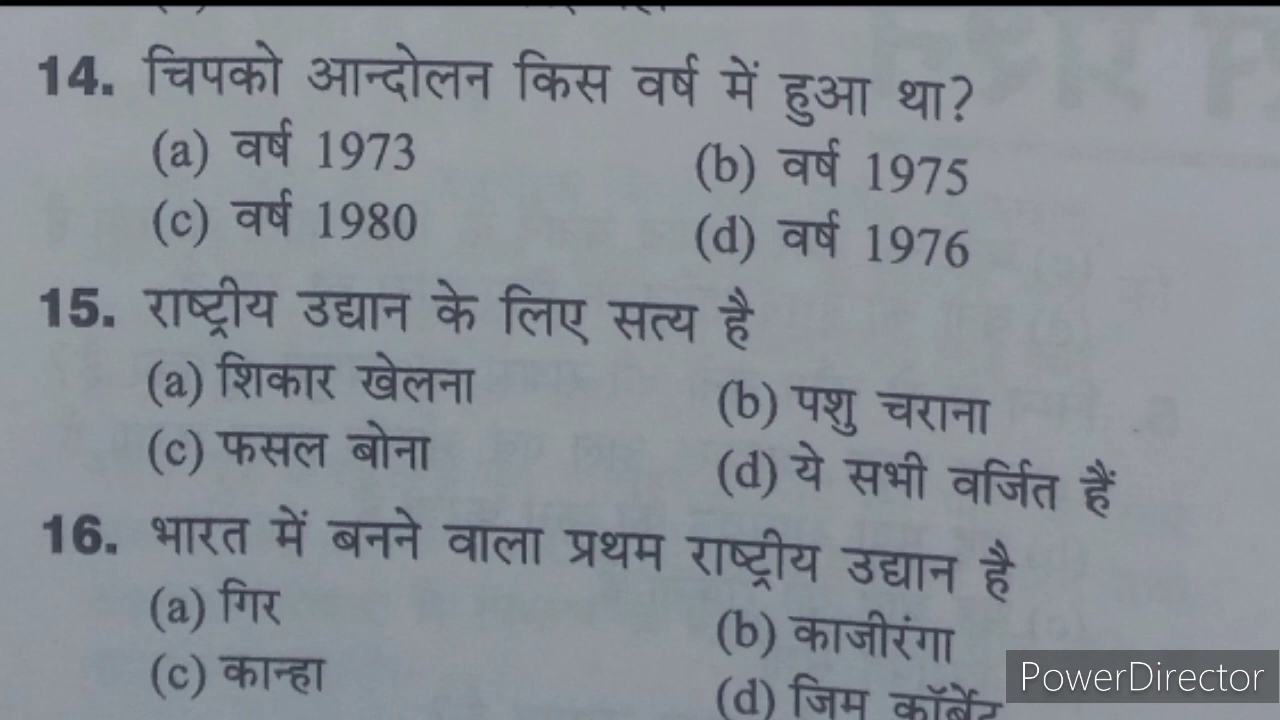 14. चिपको आन्दोलन किस वर्ष में हुआ था?
(a) वर्ष 1973 (b) वर्ष 1975
(c) वर्ष 1980 (d) वर्ष 1976
15. राष्ट्रीय उद्यान के लिए सत्य है
(a) शिकार खेलना (b) पशु चराना
(c) फसल बोना (d) ये सभी वर्जित हैं
16. भारत में बनने वाला प्रथम राष्ट्रीय उद्यान है
(a) गिर (b) काजीरंगा
(c) कान्हा (d) जिम कॉर्बेट
PowerDirector